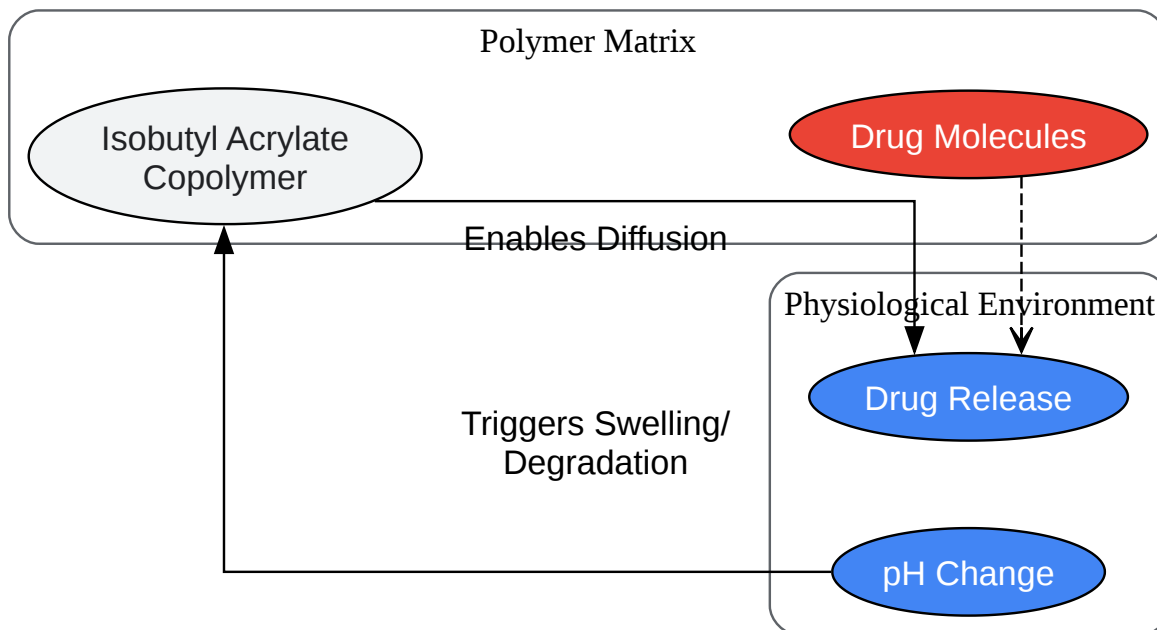 Polymer Matrix
Isobutyl Acrylate
Copolymer
Drug Molecules
Enables Diffusion
Physiological Environment
Drug Release
Triggers Swelling/
Degradation
pH Change